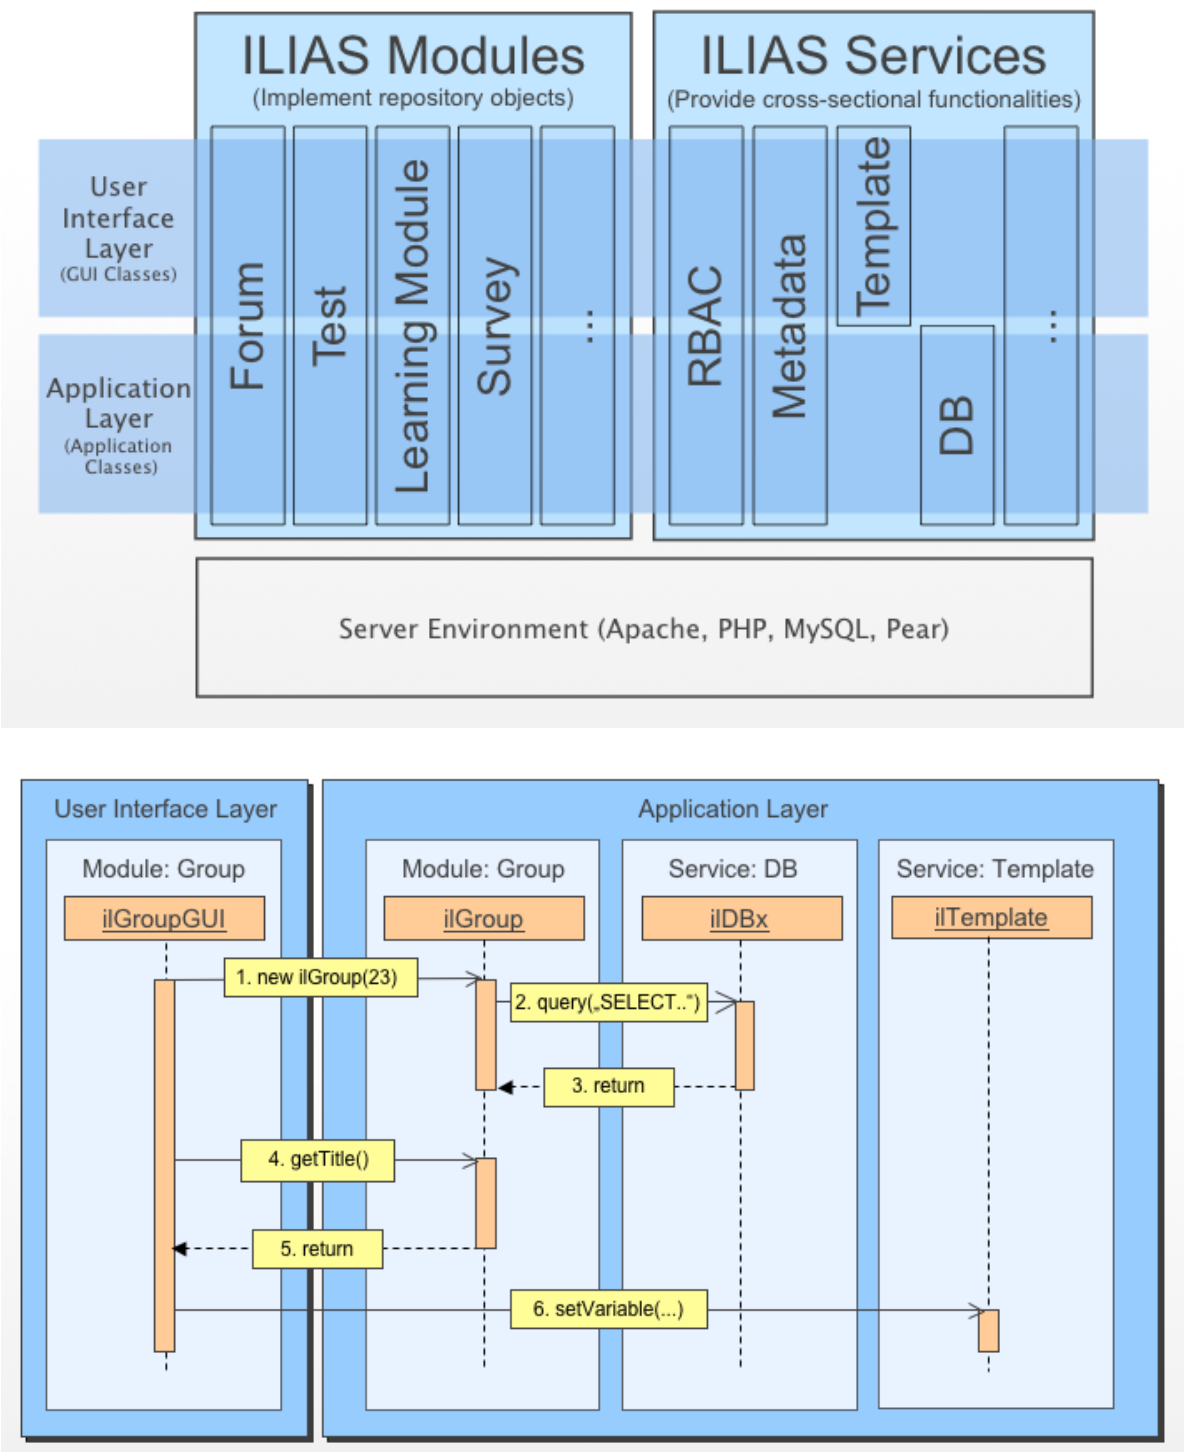 ILIAS Modules
(Implement repository objects)
ILIAS Services
(Provide cross-sectional functionalities)
User
Interface
Layer
(GUI Classes)
Application
Layer
(Application
Classes)
Forum
Test
Learning Module
Survey
...
RBAC
Metadata
Template
DB
...
Server Environment (Apache, PHP, MySQL, Pear)
User Interface Layer
Application Layer
Module: Group
Module: Group
Service: DB
Service: Template
ilGroupGUI
ilGroup
ilDBx
ilTemplate
1. new ilGroup(23)
2. query(„SELECT..“)
3. return
4. getTitle()
5. return
6. setVariable(...)